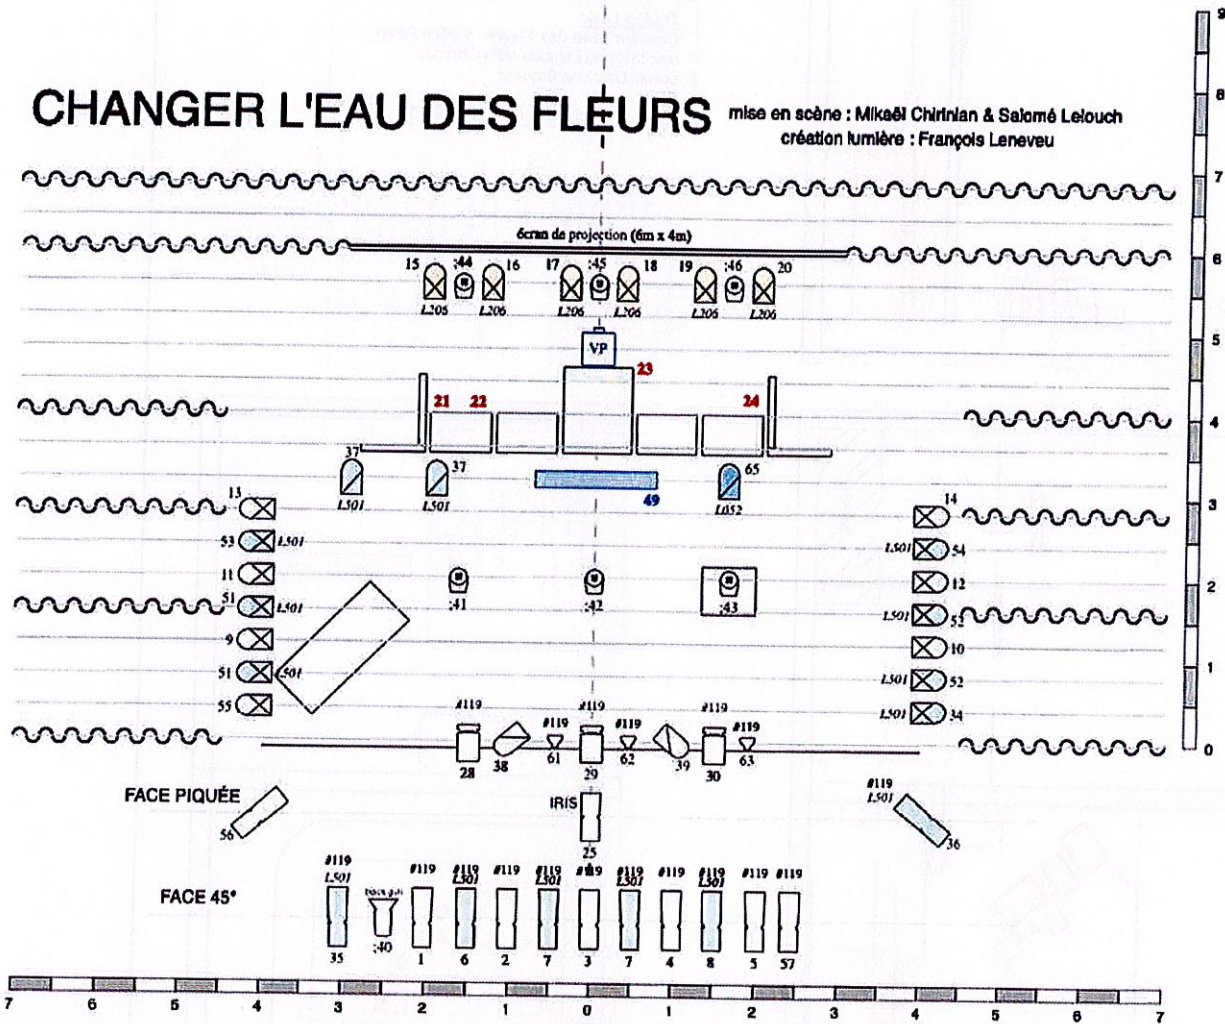 9
8
CHANGER L'EAU DES FLEURS
mise en scène : Mikaël Chirinian & Salomé Lelouch
création lumière : François Leneveu
7
écran de projection (6m x 4m)
6
15 :44 16 17 :45 18 19 :46 20
L206 L206 L206 L206 L206 L206
5
VP
23
21 22 24
4
37 37 65
L501 L501 49 L052
13 14
3
53 L501 L501 54
11 12
2
:41 :42 :43
51 L501 L501 52
9 10
1
51 L501 L501 52
55 L501 34
#119 #119 #119 #119 #119 #119
0
28 38 61 29 62 39 30 63
FACE PIQUÉE
IRIS
#119
L501
56 25 36
FACE 45°
#119 #119 #119 #119 #119 #119 #119 #119 #119 #119 #119
L501 L501 L501 L501 L501
35 :40 1 6 2 7 3 7 4 8 5 57
7 6 5 4 3 2 1 0 1 2 3 4 5 6 7